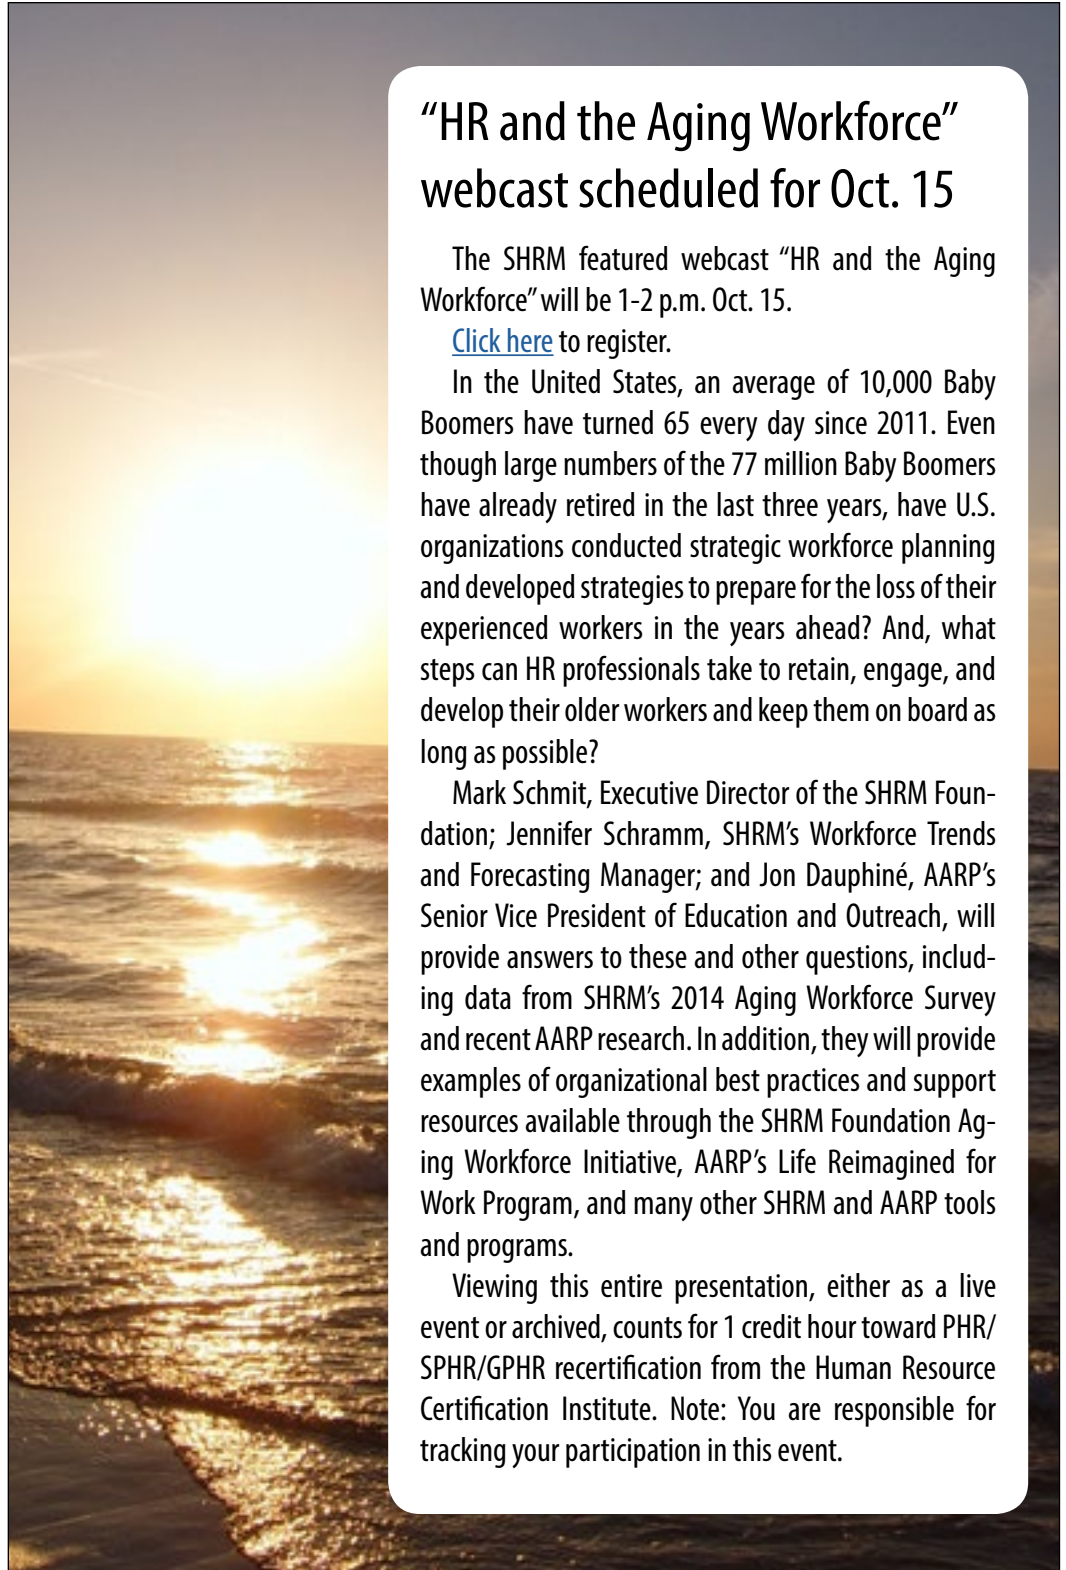 “HR and the Aging Workforce”
webcast scheduled for Oct. 15
The SHRM featured webcast “HR and the Aging
Workforce” will be 1-2 p.m. Oct. 15.
Click here to register.
In the United States, an average of 10,000 Baby
Boomers have turned 65 every day since 2011. Even
though large numbers of the 77 million Baby Boomers
have already retired in the last three years, have U.S.
organizations conducted strategic workforce planning
and developed strategies to prepare for the loss of their
experienced workers in the years ahead? And, what
steps can HR professionals take to retain, engage, and
develop their older workers and keep them on board as
long as possible?
Mark Schmit, Executive Director of the SHRM Foun-
dation; Jennifer Schramm, SHRM’s Workforce Trends
and Forecasting Manager; and Jon Dauphiné, AARP’s
Senior Vice President of Education and Outreach, will
provide answers to these and other questions, includ-
ing data from SHRM’s 2014 Aging Workforce Survey
and recent AARP research. In addition, they will provide
examples of organizational best practices and support
resources available through the SHRM Foundation Ag-
ing Workforce Initiative, AARP’s Life Reimagined for
Work Program, and many other SHRM and AARP tools
and programs.
Viewing this entire presentation, either as a live
event or archived, counts for 1 credit hour toward PHR/
SPHR/GPHR recertification from the Human Resource
Certification Institute. Note: You are responsible for
tracking your participation in this event.